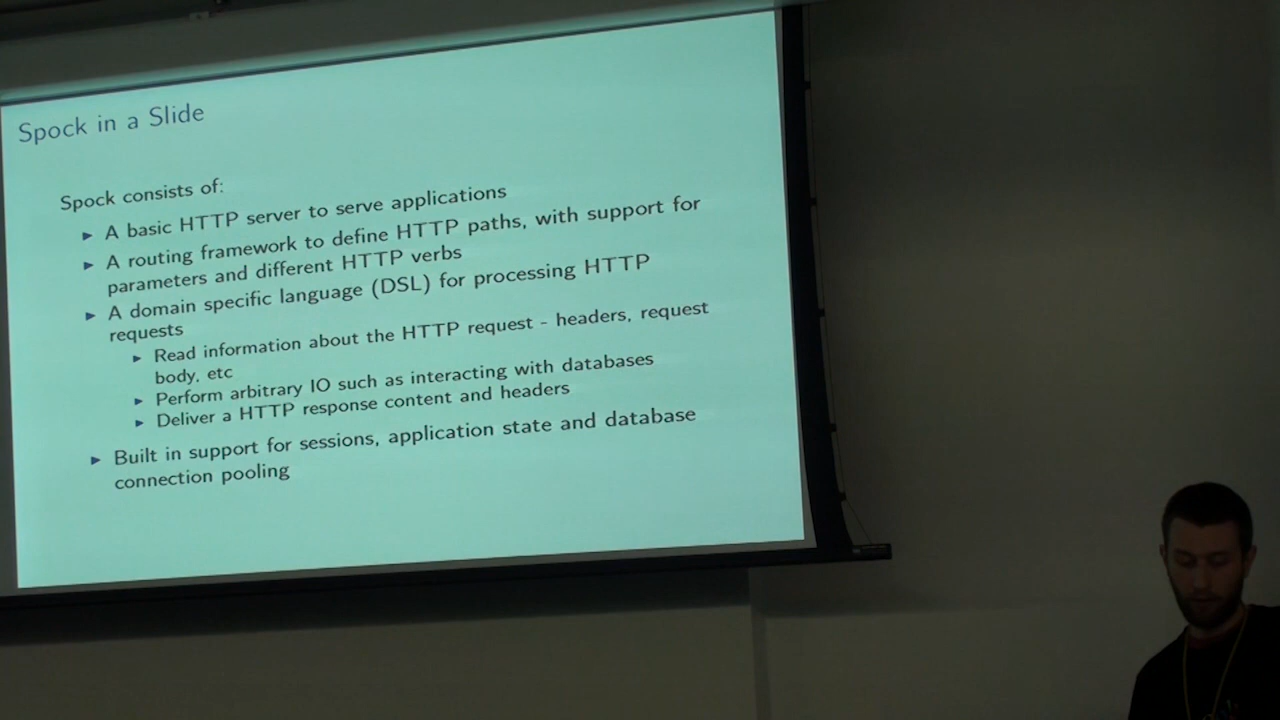 Spock in a Slide
Spock consists of:
A basic HTTP server to serve applications
A routing framework to define HTTP paths, with support for
parameters and different HTTP verbs
A domain specific language (DSL) for processing HTTP
requests
Read information about the HTTP request - headers, request
body, etc
Perform arbitrary IO such as interacting with databases
Deliver a HTTP response content and headers
Built in support for sessions, application state and database
connection pooling